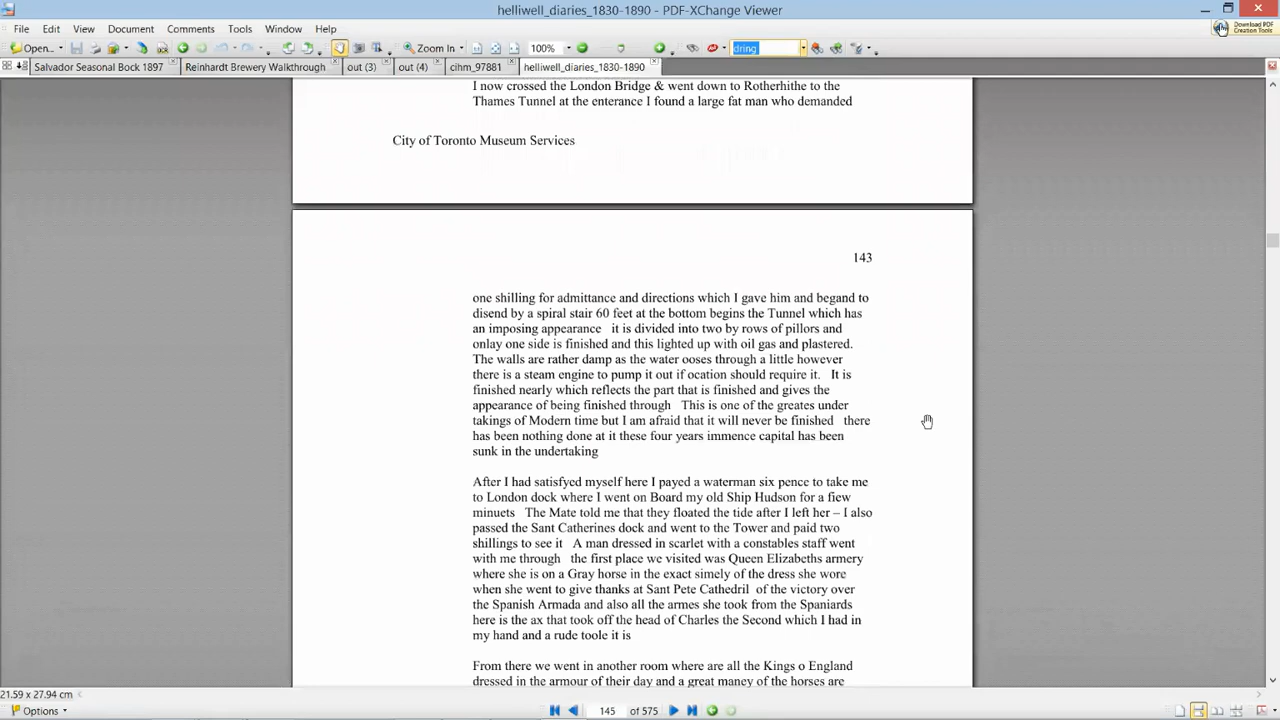 helliwell_diaries_1830-1890 - PDF-XChange Viewer
File Edit View Document Comments Tools Window Help
Download PDF
Creation Tools
Open... Zoom In 100% dring
Salvador Seasonal Bock 1897 Reinhardt Brewery Walkthrough out (3) out (4) cihm_97881 helliwell_diaries_1830-1890
I now crossed the London Bridge & went down to Rotherhithe to the
Thames Tunnel at the enterance I found a large fat man who demanded
City of Toronto Museum Services
143
one shilling for admittance and directions which I gave him and begand to
disend by a spiral stair 60 feet at the bottom begins the Tunnel which has
an imposing appearance it is divided into two by rows of pillors and
onlay one side is finished and this lighted up with oil gas and plastered.
The walls are rather damp as the water ooses through a little however
there is a steam engine to pump it out if ocation should require it. It is
finished nearly which reflects the part that is finished and gives the
appearance of being finished through This is one of the greates under
takings of Modern time but I am afraid that it will never be finished there
has been nothing done at it these four years immence capital has been
sunk in the undertaking
After I had satisfyed myself here I payed a waterman six pence to take me
to London dock where I went on Board my old Ship Hudson for a fiew
minuets The Mate told me that they floated the tide after I left her – I also
passed the Sant Catherines dock and went to the Tower and paid two
shillings to see it A man dressed in scarlet with a constables staff went
with me through the first place we visited was Queen Elizabeths armery
where she is on a Gray horse in the exact simely of the dress she wore
when she went to give thanks at Sant Pete Cathedril of the victory over
the Spanish Armada and also all the armes she took from the Spaniards
here is the ax that took off the head of Charles the Second which I had in
my hand and a rude toole it is
From there we went in another room where are all the Kings o England
dressed in the armour of their day and a great maney of the horses are
21.59 x 27.94 cm
Options 145 of 575